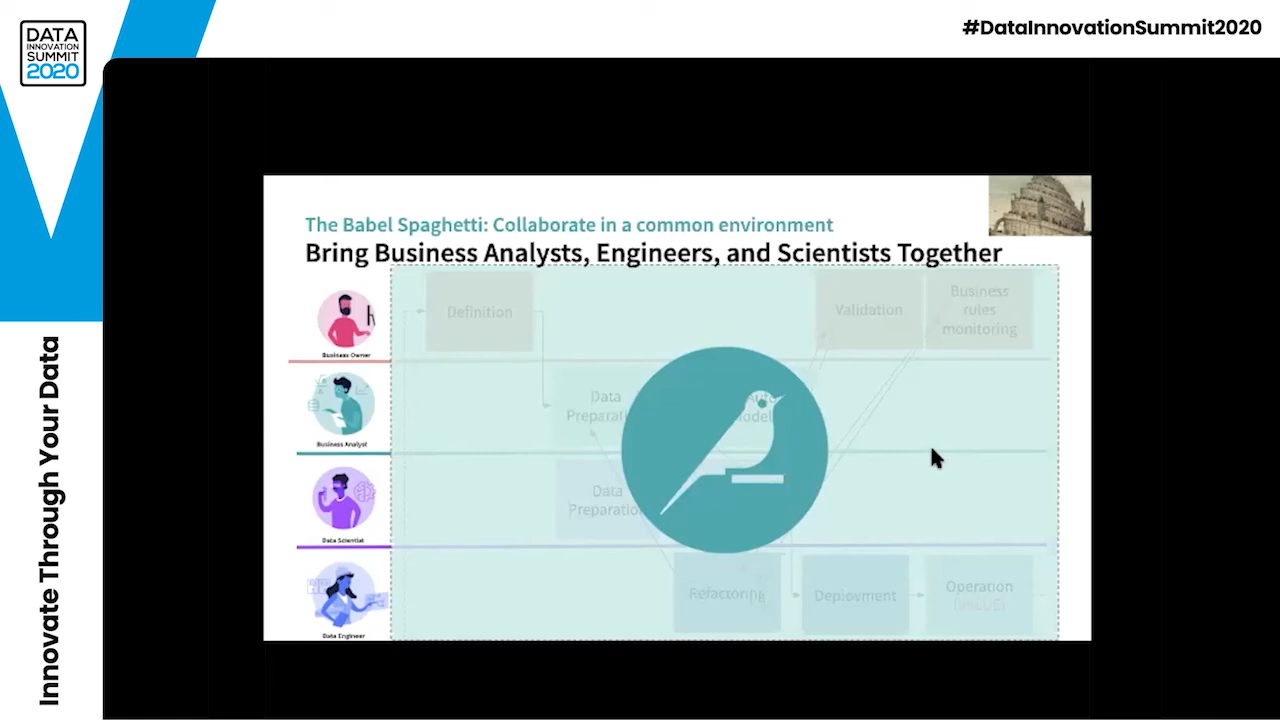 DATA
INNOVATION
SUMMIT
2020
#DataInnovationSummit2020
Innovate Through Your Data
The Babel Spaghetti: Collaborate in a common environment
Bring Business Analysts, Engineers, and Scientists Together
Business Owner
Definition
Validation
Business
rules
monitoring
Business Analyst
Data
Data Scientist
Data
Data Engineer
Refactoring
Deployment
Operation